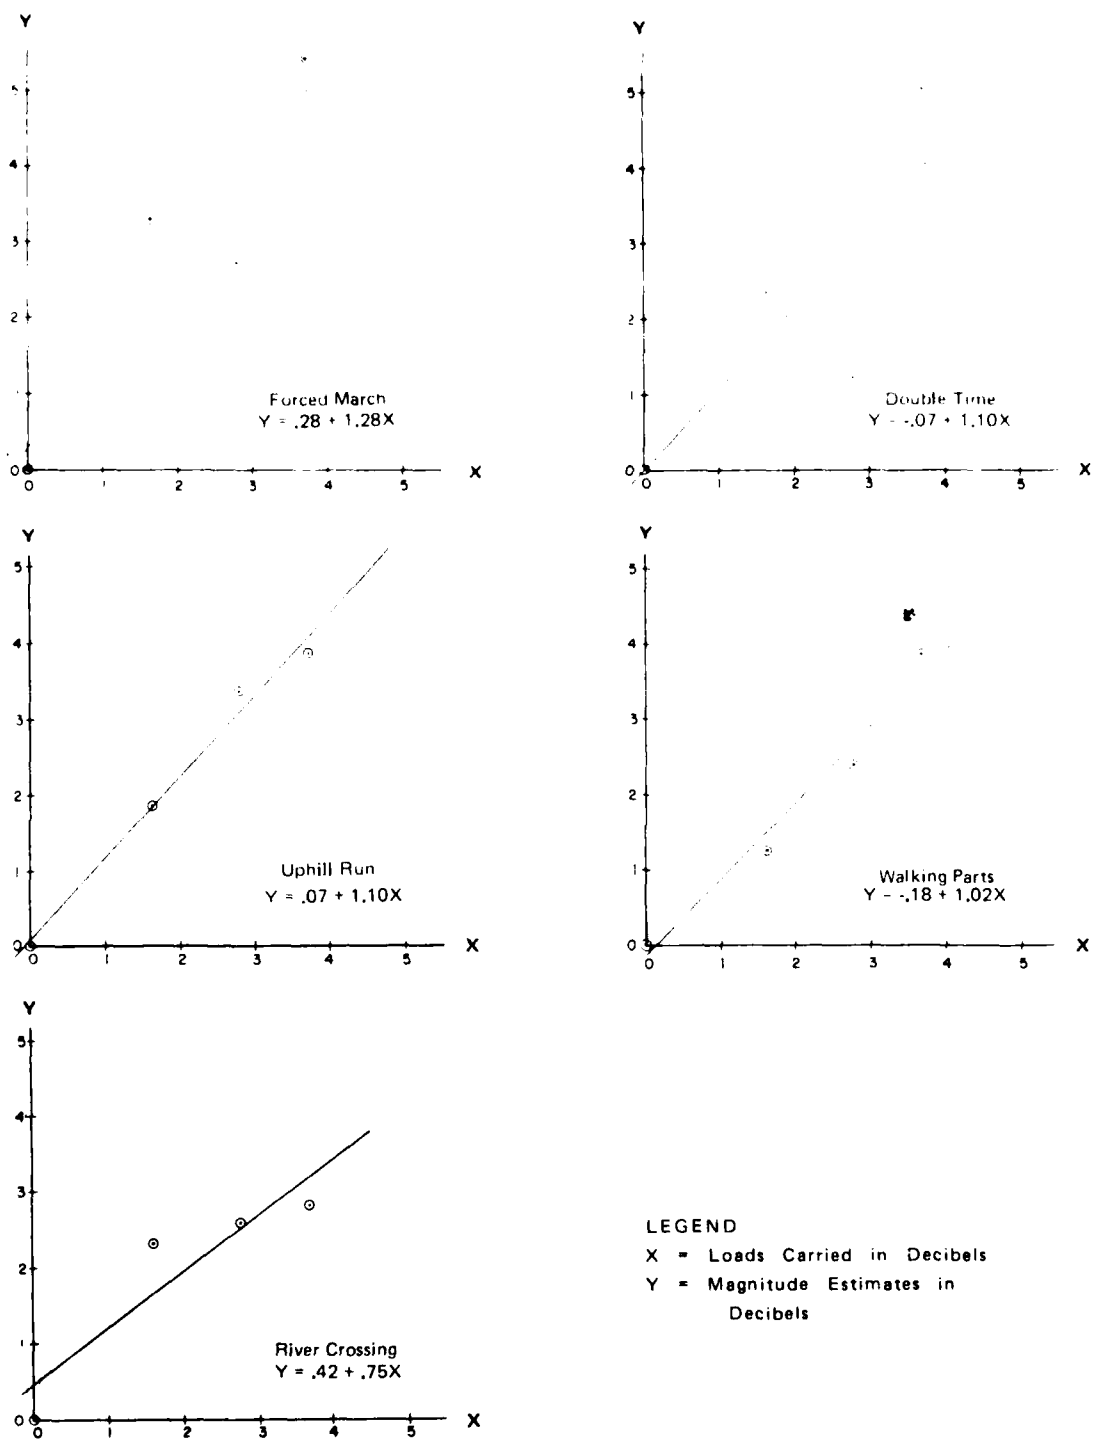 Y
5
4
3
2
1
0
0 1 2 3 4 5 X
Forced March
Y = .28 + 1.28X
Y
5
4
3
2
1
0
0 1 2 3 4 5 X
Double Time
Y = -.07 + 1.10X
Y
5
4
3
2
1
0
0 1 2 3 4 5 X
Uphill Run
Y = .07 + 1.10X
Y
5
4
3
2
1
0
0 1 2 3 4 5 X
Walking Parts
Y = -.18 + 1.02X
Y
5
4
3
2
1
0
0 1 2 3 4 5 X
River Crossing
Y = .42 + .75X
LEGEND
X = Loads Carried in Decibels
Y = Magnitude Estimates in
Decibels